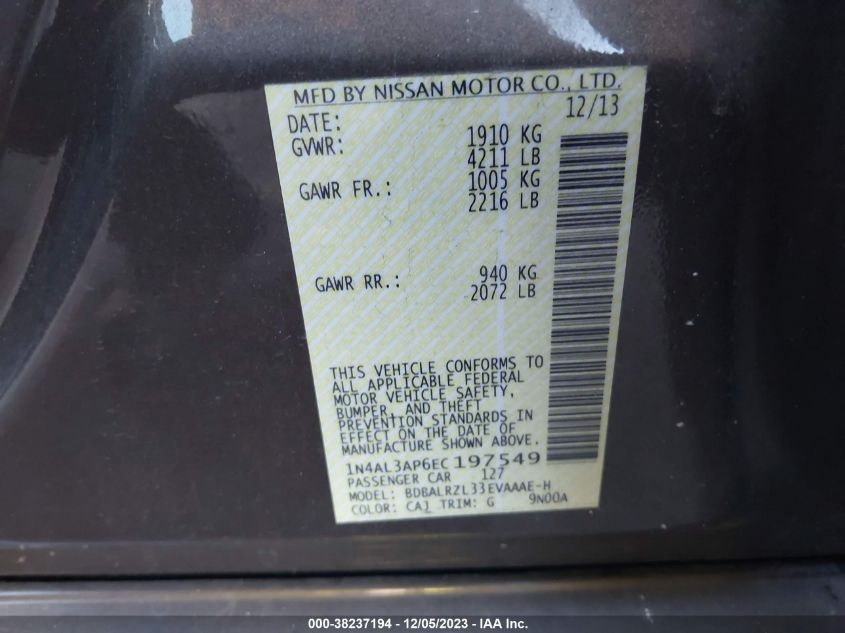 MFD BY NISSAN MOTOR CO., LTD.
DATE: 12/13
GVWR: 1910 KG
4211 LB
GAWR FR.: 1005 KG
2216 LB
GAWR RR.: 940 KG
2072 LB
THIS VEHICLE CONFORMS TO
ALL APPLICABLE FEDERAL
MOTOR VEHICLE SAFETY,
BUMPER, AND THEFT
PREVENTION STANDARDS IN
EFFECT ON THE DATE OF
MANUFACTURE SHOWN ABOVE.
1N4AL3AP6EC197549
PASSENGER CAR 127
MODEL: BDBALRZL33EVAAAE-H
COLOR: CAJ TRIM: G 9N00A
000-38237194 - 12/05/2023 - IAA Inc.